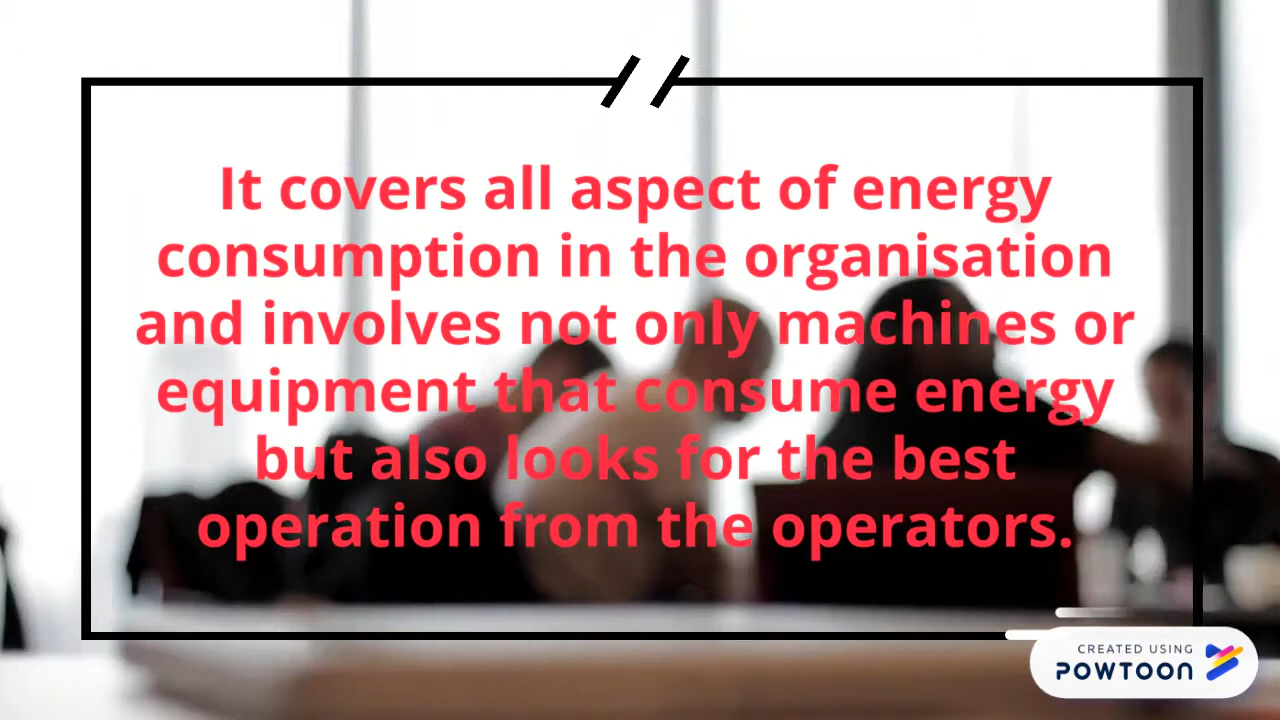 It covers all aspect of energy
consumption in the organisation
and involves not only machines or
equipment that consume energy
but also looks for the best
operation from the operators.
CREATED USING
POWTOON